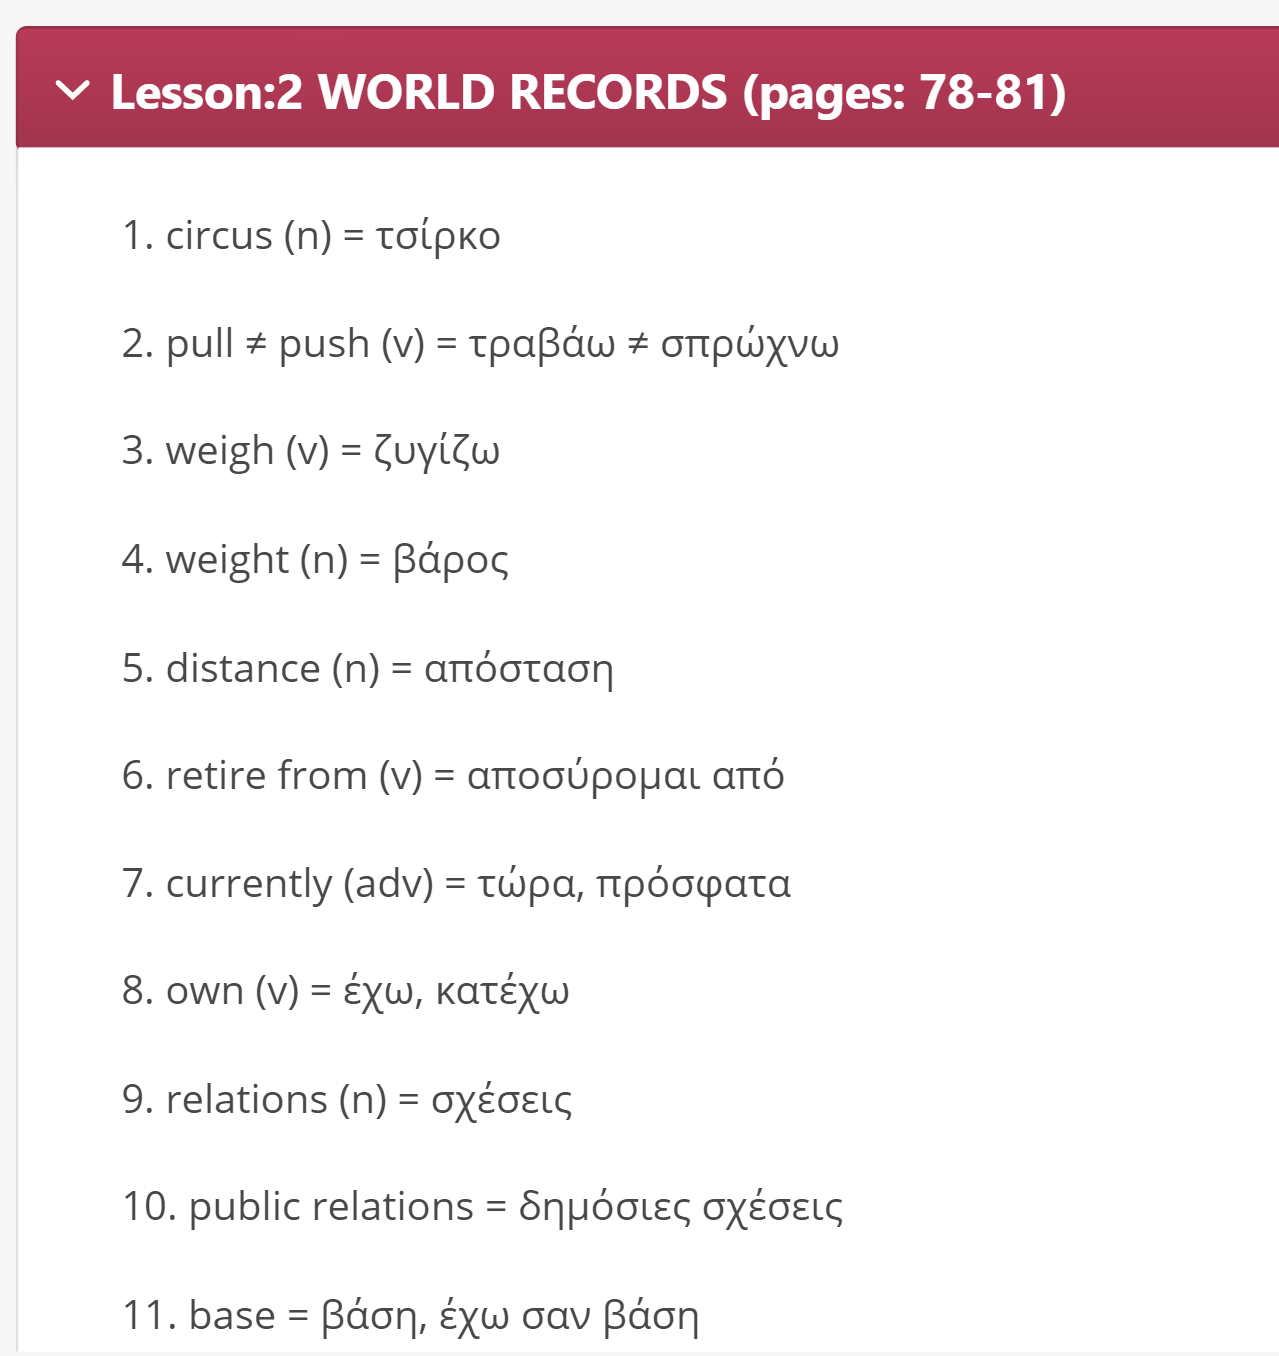 Lesson:2 WORLD RECORDS (pages: 78-81)
1. circus (n) = τσίρκο
2. pull ≠ push (v) = τραβάω ≠ σπρώχνω
3. weigh (v) = ζυγίζω
4. weight (n) = βάρος
5. distance (n) = απόσταση
6. retire from (v) = αποσύρομαι από
7. currently (adv) = τώρα, πρόσφατα
8. own (v) = έχω, κατέχω
9. relations (n) = σχέσεις
10. public relations = δημόσιες σχέσεις
11. base = βάση, έχω σαν βάση